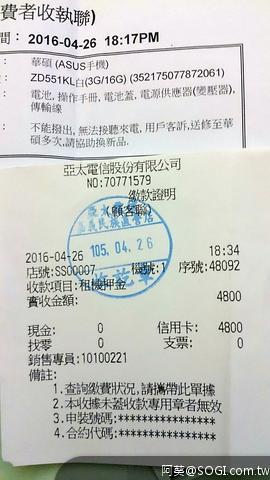 費者收執聯)
間： 2016-04-26 18:17PM
： 華碩 (ASUS手機)
： ZD551KL白(3G/16G) (352175077872061)
： 電池, 操作手冊, 電池蓋, 電源供應器(變壓器),
傳輸線
： 不能撥出, 無法接聽來電, 用戶客訴, 送修至華
碩多次,請協助換新品.
亞太電信股份有限公司
NO:70771579
繳款證明
(顧客聯)
105. 04. 26
2016-04-26 18:34
店號:SS00007 機號:1 序號:48092
收款項目:租機押金
實收金額: 4800
現金: 0 信用卡: 4800
找零 0 支票: 0
銷售專員:10100221
備註:
1.查詢繳費狀況,請攜帶此單據
2.本收據未蓋收款專用章者無效
3.申裝號碼:****************
4.合約代碼:****************
阿葵@SOGI.com.tw